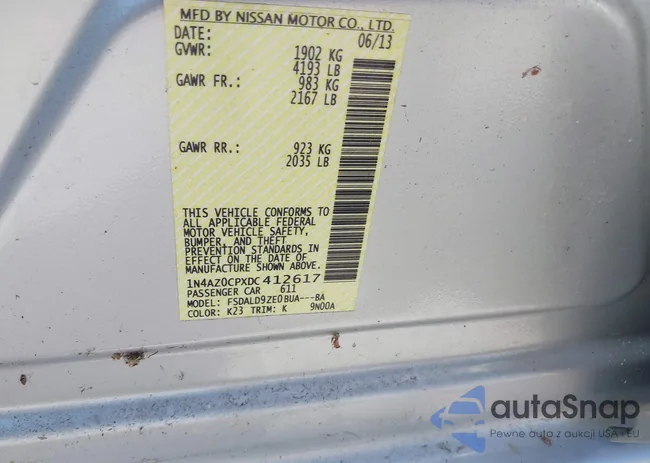 MFD BY NISSAN MOTOR CO., LTD.
DATE: 06/13
GVWR: 1902 KG
4193 LB
GAWR FR.: 983 KG
2167 LB
GAWR RR.: 923 KG
2035 LB
THIS VEHICLE CONFORMS TO
ALL APPLICABLE FEDERAL
MOTOR VEHICLE SAFETY,
BUMPER, AND THEFT
PREVENTION STANDARDS IN
EFFECT ON THE DATE OF
MANUFACTURE SHOWN ABOVE.
1N4AZ0CPXDC412617
PASSENGER CAR 611
MODEL: FSDALD9ZE0BUA---BA
COLOR: K23 TRIM: K 9N00A
autaSnap
Pewne auta z aukcji USA - EU